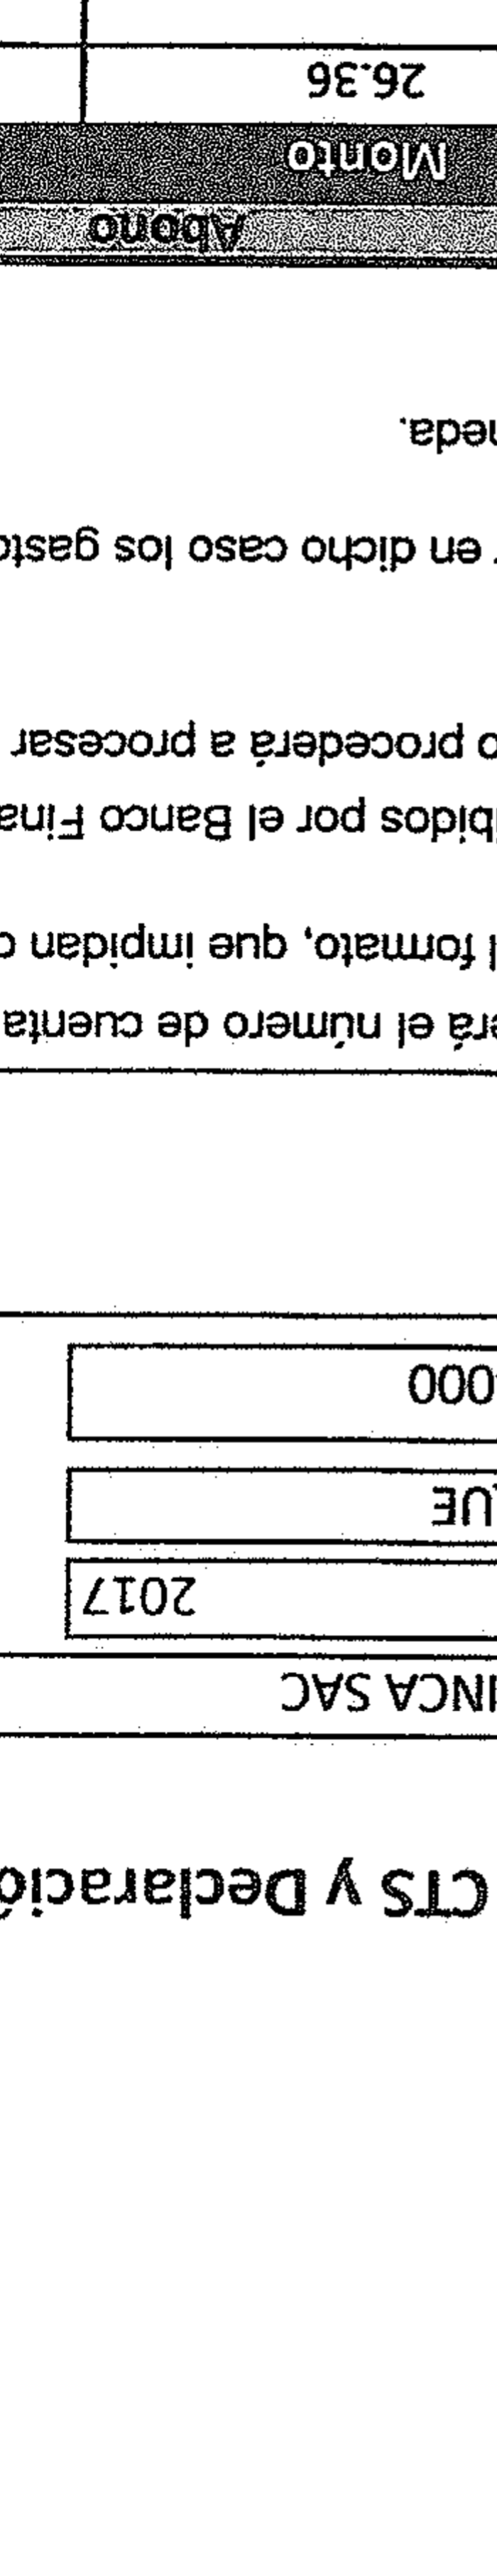 CTS y Declaració
INCA SAC
2017
UE
000
erá el número de cuenta
l formato, que impidan
ibidos por el Banco Fina
o procederá a procesar
en dicho caso los gasto
neda.
Abono
Monto
26.36